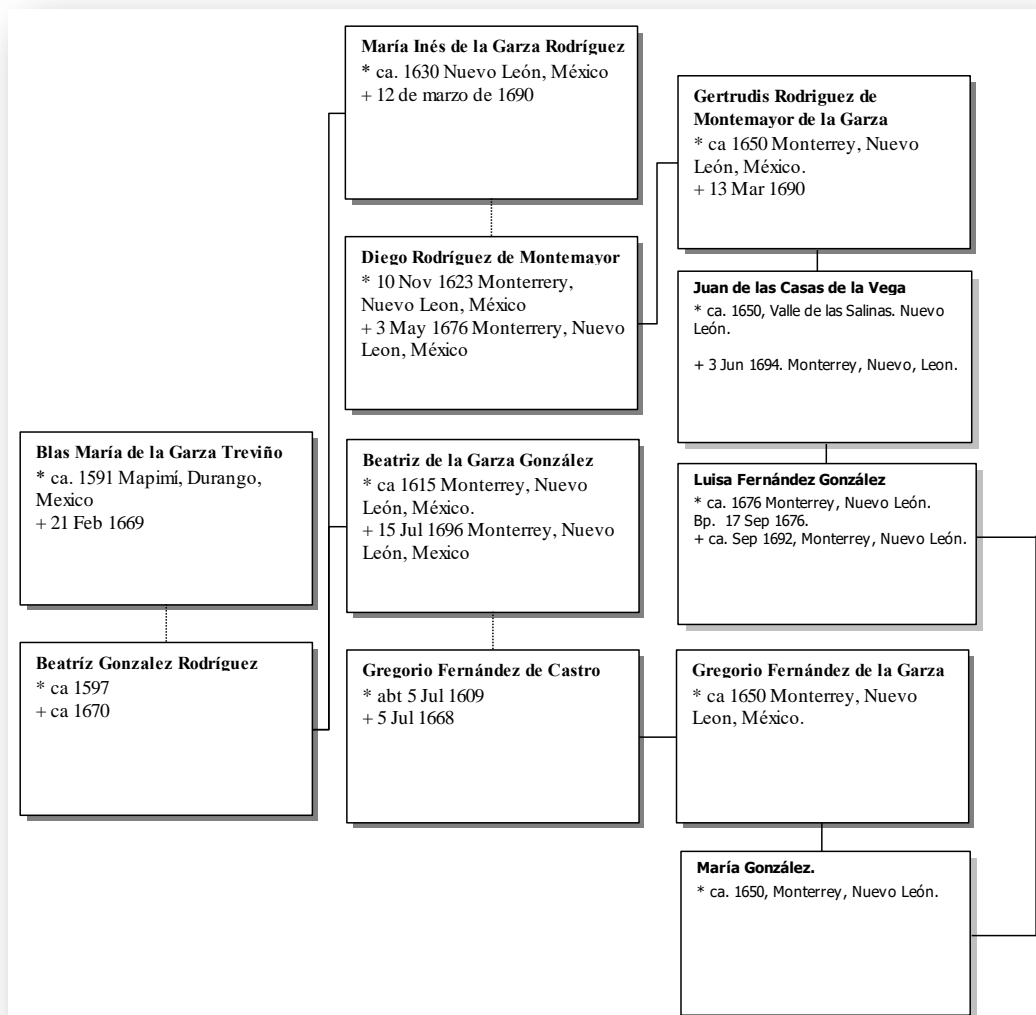 María Inés de la Garza Rodríguez
* ca. 1630 Nuevo León, México
+ 12 de marzo de 1690
Gertrudis Rodriguez de
Montemayor de la Garza
* ca 1650 Monterrey, Nuevo
León, México.
+ 13 Mar 1690
Diego Rodríguez de Montemayor
* 10 Nov 1623 Monterrery,
Nuevo Leon, México
+ 3 May 1676 Monterrery, Nuevo
Leon, México
Juan de las Casas de la Vega
* ca. 1650, Valle de las Salinas. Nuevo
León.
+ 3 Jun 1694. Monterrey, Nuevo, Leon.
Blas María de la Garza Treviño
* ca. 1591 Mapimí, Durango,
Mexico
+ 21 Feb 1669
Beatriz de la Garza González
* ca 1615 Monterrey, Nuevo
León, México.
+ 15 Jul 1696 Monterrey, Nuevo
León, Mexico
Luisa Fernández González
* ca. 1676 Monterrey, Nuevo León.
Bp. 17 Sep 1676.
+ ca. Sep 1692, Monterrey, Nuevo León.
Beatríz Gonzalez Rodríguez
* ca 1597
+ ca 1670
Gregorio Fernández de Castro
* abt 5 Jul 1609
+ 5 Jul 1668
Gregorio Fernández de la Garza
* ca 1650 Monterrey, Nuevo
Leon, México.
María González.
* ca. 1650, Monterrey, Nuevo León.